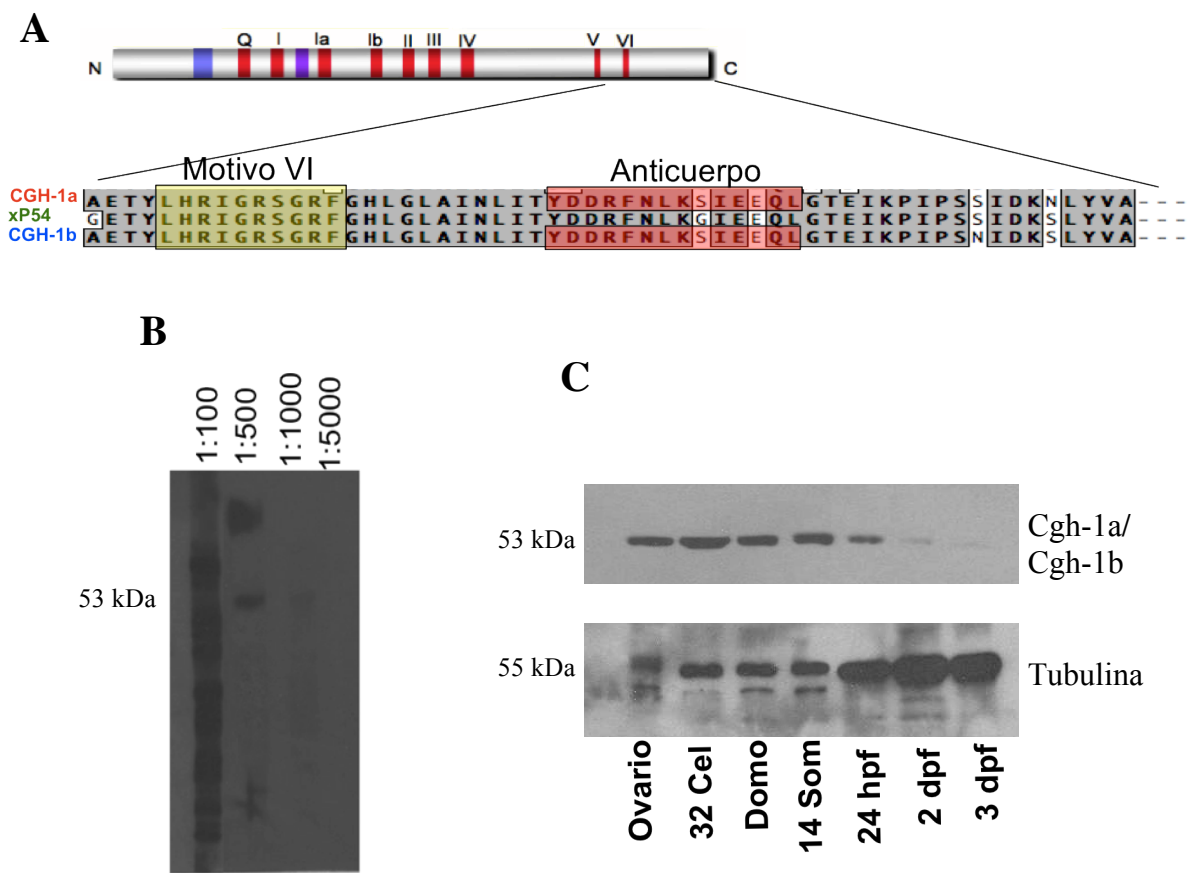 A
Q I Ia Ib II III IV V VI
N C
Motivo VI Anticuerpo
CGH-1a AETYLHRIGRSGRFGHLGLAINLITYDDRFNLKSIEEQLGTEIKPIPSSIDKNLYVA---
xP54 GETYLHRIGRSGRFGHLGLAINLITYDDRFNLKGIEEQLGTEIKPIPSSIDKSLYVA---
CGH-1b AETYLHRIGRSGRFGHLGLAINLITYDDRFNLKSIEEQLGTEIKPIPSNIDKSLYVA---
B
1:100 1:500 1:1000 1:5000
53 kDa
C
53 kDa
Cgh-1a/
Cgh-1b
55 kDa
Tubulina
Ovario 32 Cel Domo 14 Som 24 hpf 2 dpf 3 dpf